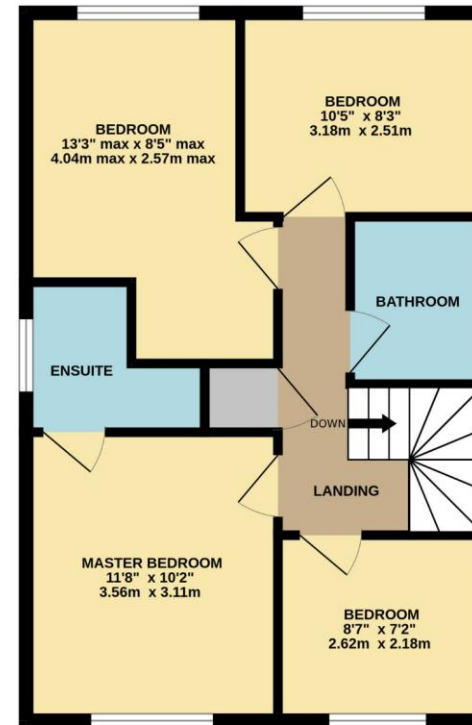 BEDROOM
13'3" max x 8'5" max
4.04m max x 2.57m max
BEDROOM
10'5" x 8'3"
3.18m x 2.51m
BATHROOM
ENSUITE
DOWN
LANDING
MASTER BEDROOM
11'8" x 10'2"
3.56m x 3.11m
BEDROOM
8'7" x 7'2"
2.62m x 2.18m